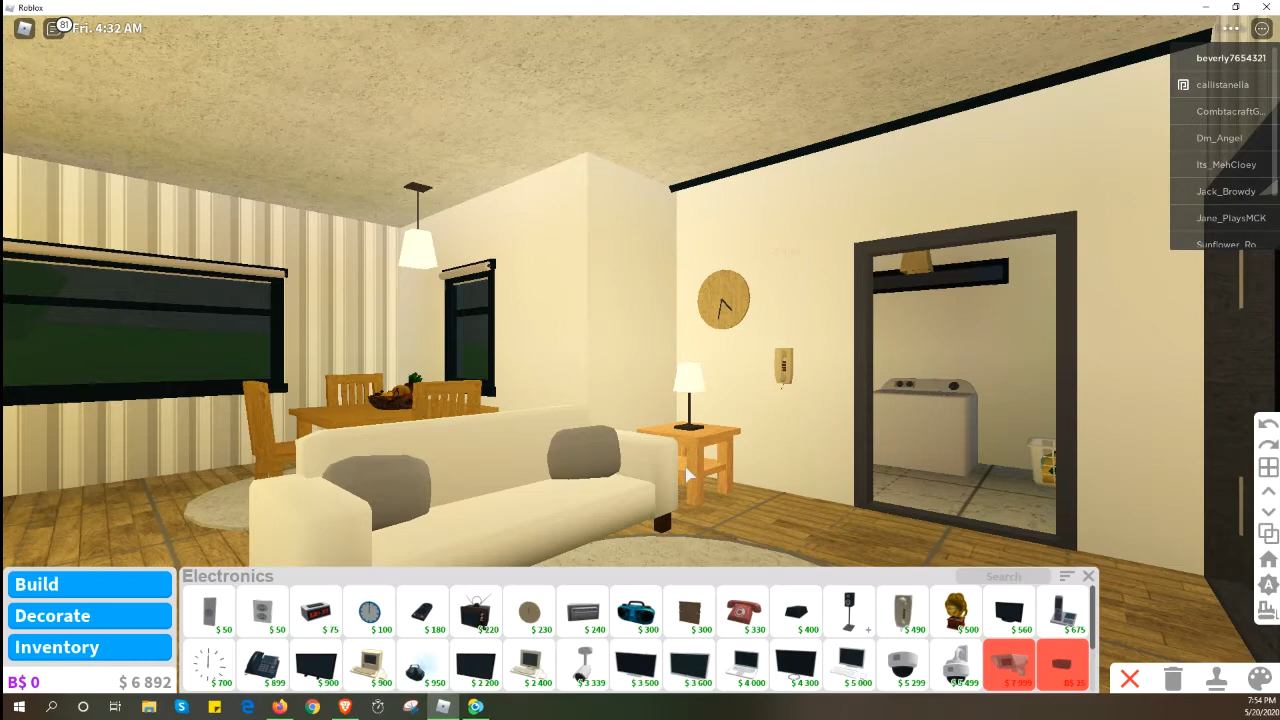 Roblox
81
Fri. 4:32 AM
beverly7654321
callistanella
CombtacraftG...
Dm_Angel
Its_MehCloey
Jack_Browdy
Jane_PlaysMCK
Sunflower_Ro
Build
Decorate
Inventory
B$ 0
$ 6 892
Electronics
Search
$ 50
$ 50
$ 75
$ 100
$ 180
$ 220
$ 230
$ 240
$ 300
$ 300
$ 330
$ 400
+
$ 490
$ 500
$ 560
$ 675
$ 700
$ 899
$ 900
$ 900
$ 950
$ 2 200
$ 2 400
$ 3 339
$ 3 500
$ 3 600
$ 4 000
$ 4 300
$ 5 000
$ 5 299
$ 5 499
$ 7 999
B$ 25
7:54 PM
5/20/2020